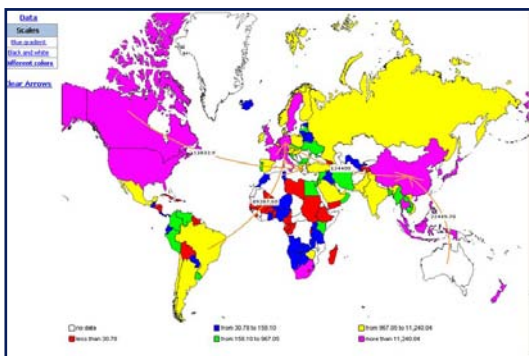 Data
Scales
Blue gradient
Black and white
Different colors
Clear Arrows
no data
from 30.78 to 158.10
from 967.05 to 11,240.04
less than 30.78
from 158.10 to 967.05
more than 11,240.04